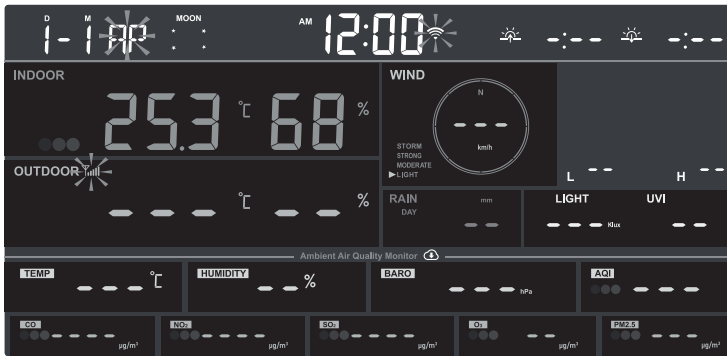 D M MOON AM
1-1 AP 12:00 -:-- -:--
INDOOR
25.3 °C 68 %
OUTDOOR
--- °C -- %
WIND
N
---
km/h
STORM
STRONG
MODERATE
▶LIGHT
L -- H --
RAIN mm
DAY
--
LIGHT UVI
--- Klux --
Ambient Air Quality Monitor
TEMP --- °C
HUMIDITY -- %
BARO --- hPa
AQI ---
CO ---- µg/m³
NO₂ ---- µg/m³
SO₂ ---- µg/m³
O₃ -- µg/m³
PM2.5 --- µg/m³